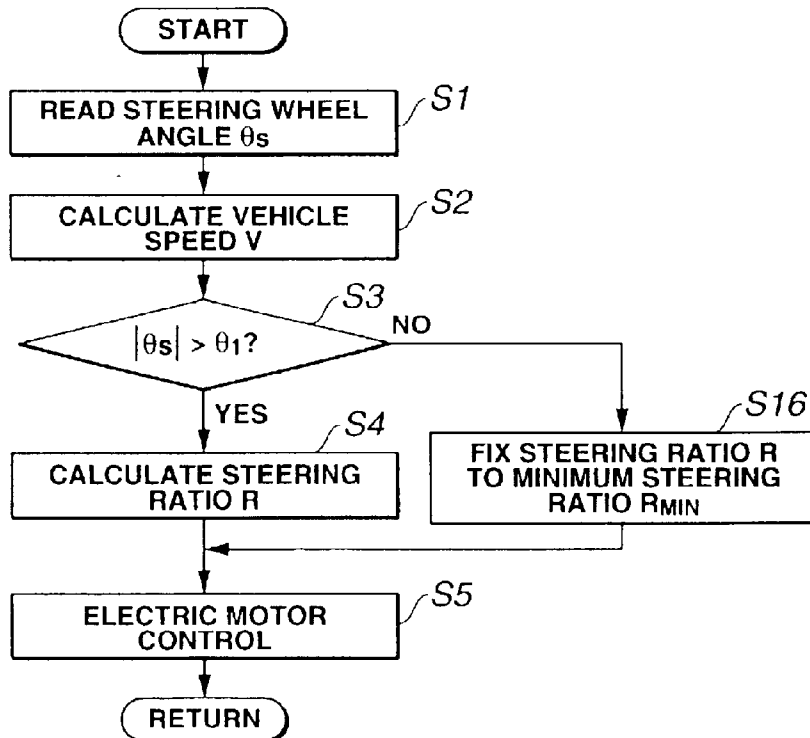 START
READ STEERING WHEEL
ANGLE θs
S1
CALCULATE VEHICLE
SPEED V
S2
|θs| > θ1?
S3
NO
YES
CALCULATE STEERING
RATIO R
S4
FIX STEERING RATIO R
TO MINIMUM STEERING
RATIO RMIN
S16
ELECTRIC MOTOR
CONTROL
S5
RETURN